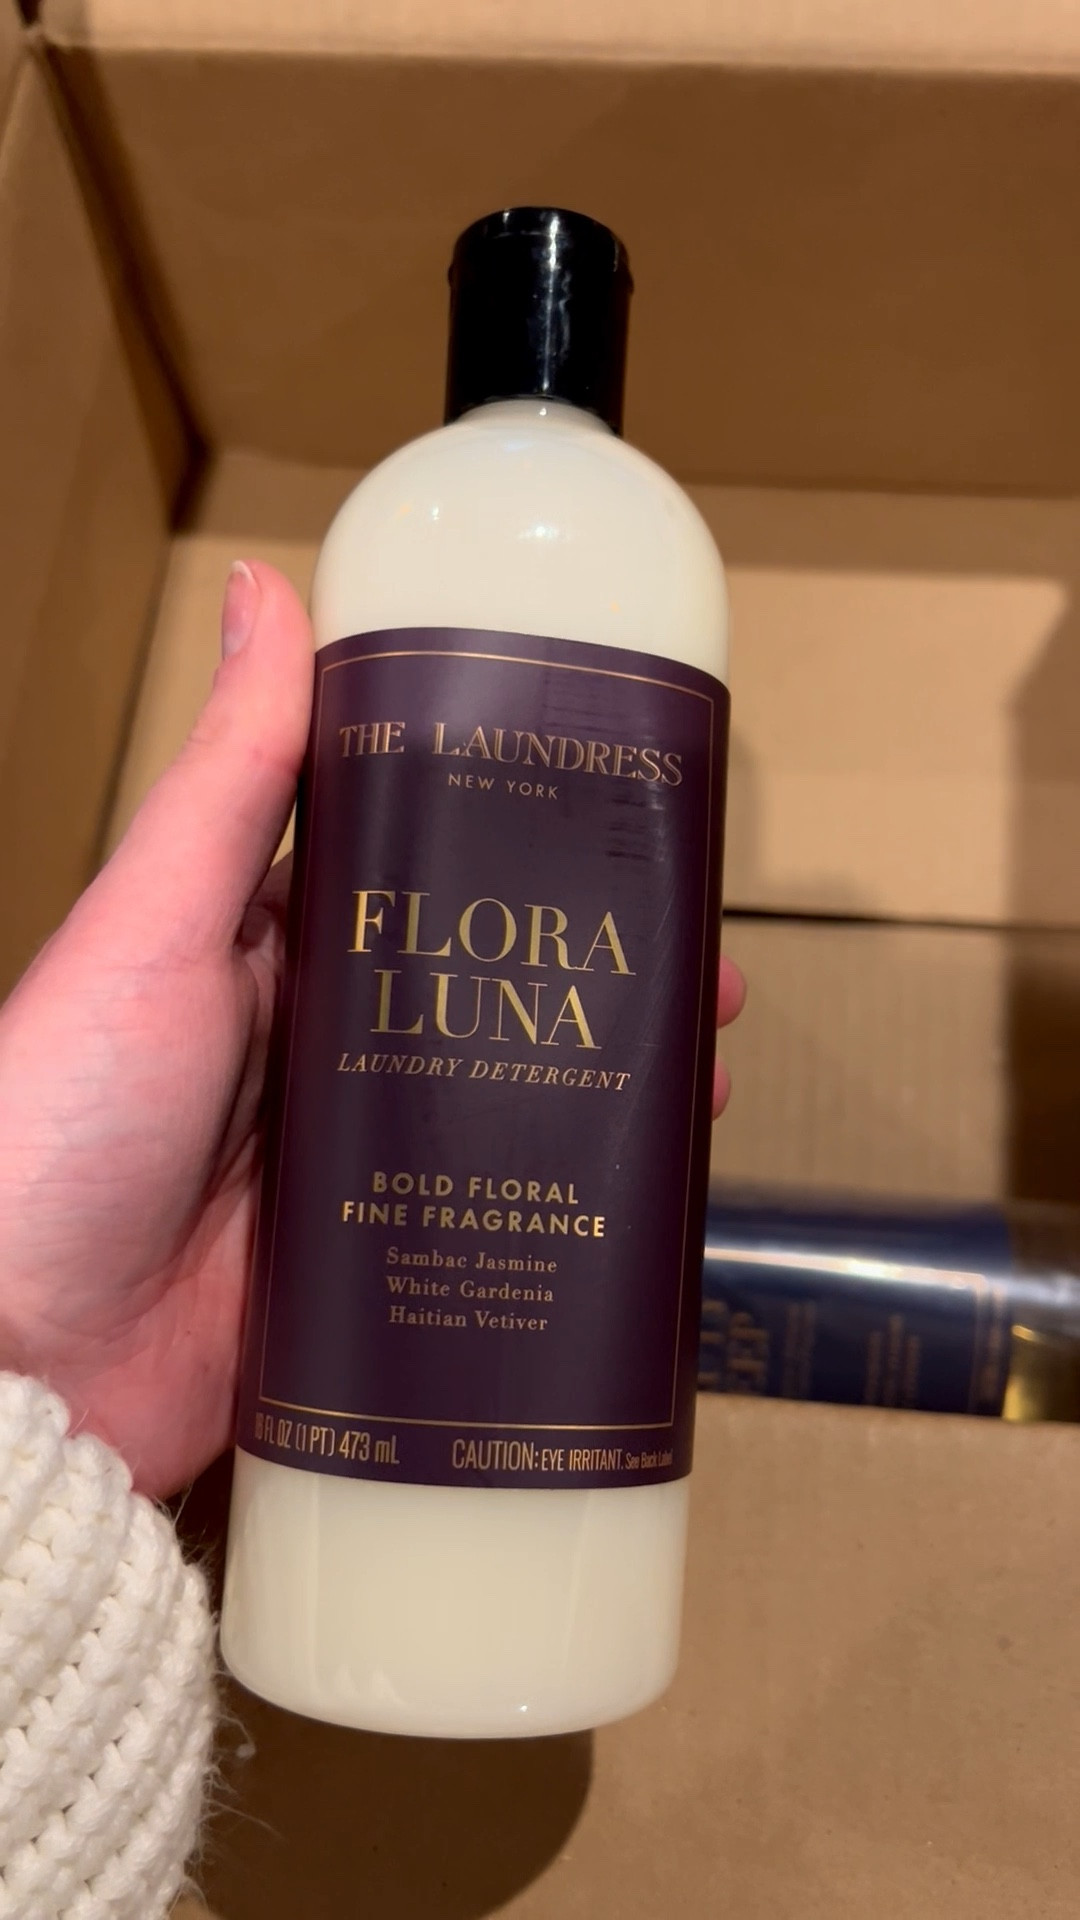 THE LAUNDRESS
NEW YORK
FLORA
LUNA
LAUNDRY DETERGENT
BOLD FLORAL
FINE FRAGRANCE
Sambac Jasmine
White Gardenia
Haitian Vetiver
16 FL OZ (1 PT) 473 mL
CAUTION: EYE IRRITANT. See Back Label